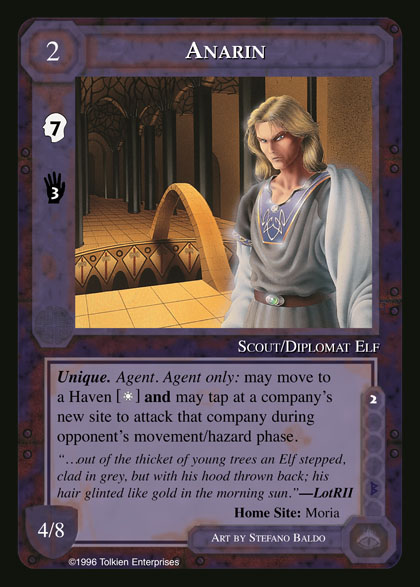 2
ANARIN
7
3
SCOUT/DIPLOMAT ELF
Unique. Agent. Agent only: may move to
a Haven [☀] and may tap at a company's
new site to attack that company during
opponent's movement/hazard phase.
2
"…out of the thicket of young trees an Elf stepped,
clad in grey, but with his hood thrown back; his
hair glinted like gold in the morning sun."—LotRII
Home Site: Moria
4/8
ART BY STEFANO BALDO
©1996 Tolkien Enterprises